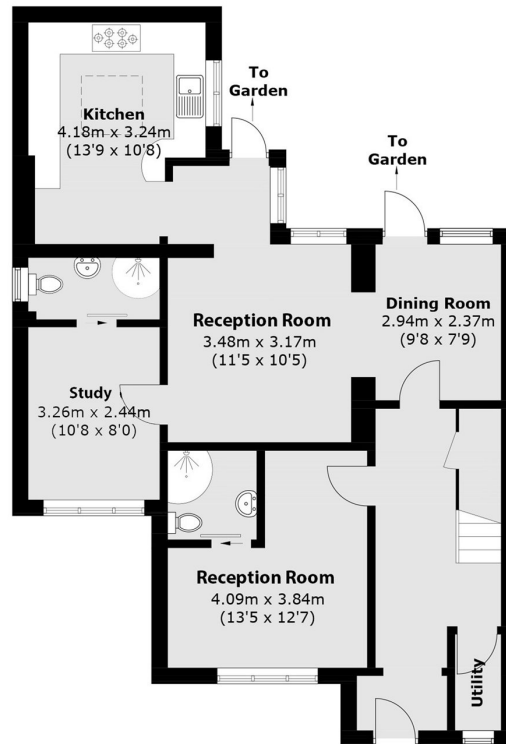 To
Garden
Kitchen
4.18m x 3.24m
(13'9 x 10'8)
To
Garden
Dining Room
2.94m x 2.37m
(9'8 x 7'9)
Reception Room
3.48m x 3.17m
(11'5 x 10'5)
Study
3.26m x 2.44m
(10'8 x 8'0)
Reception Room
4.09m x 3.84m
(13'5 x 12'7)
Utility